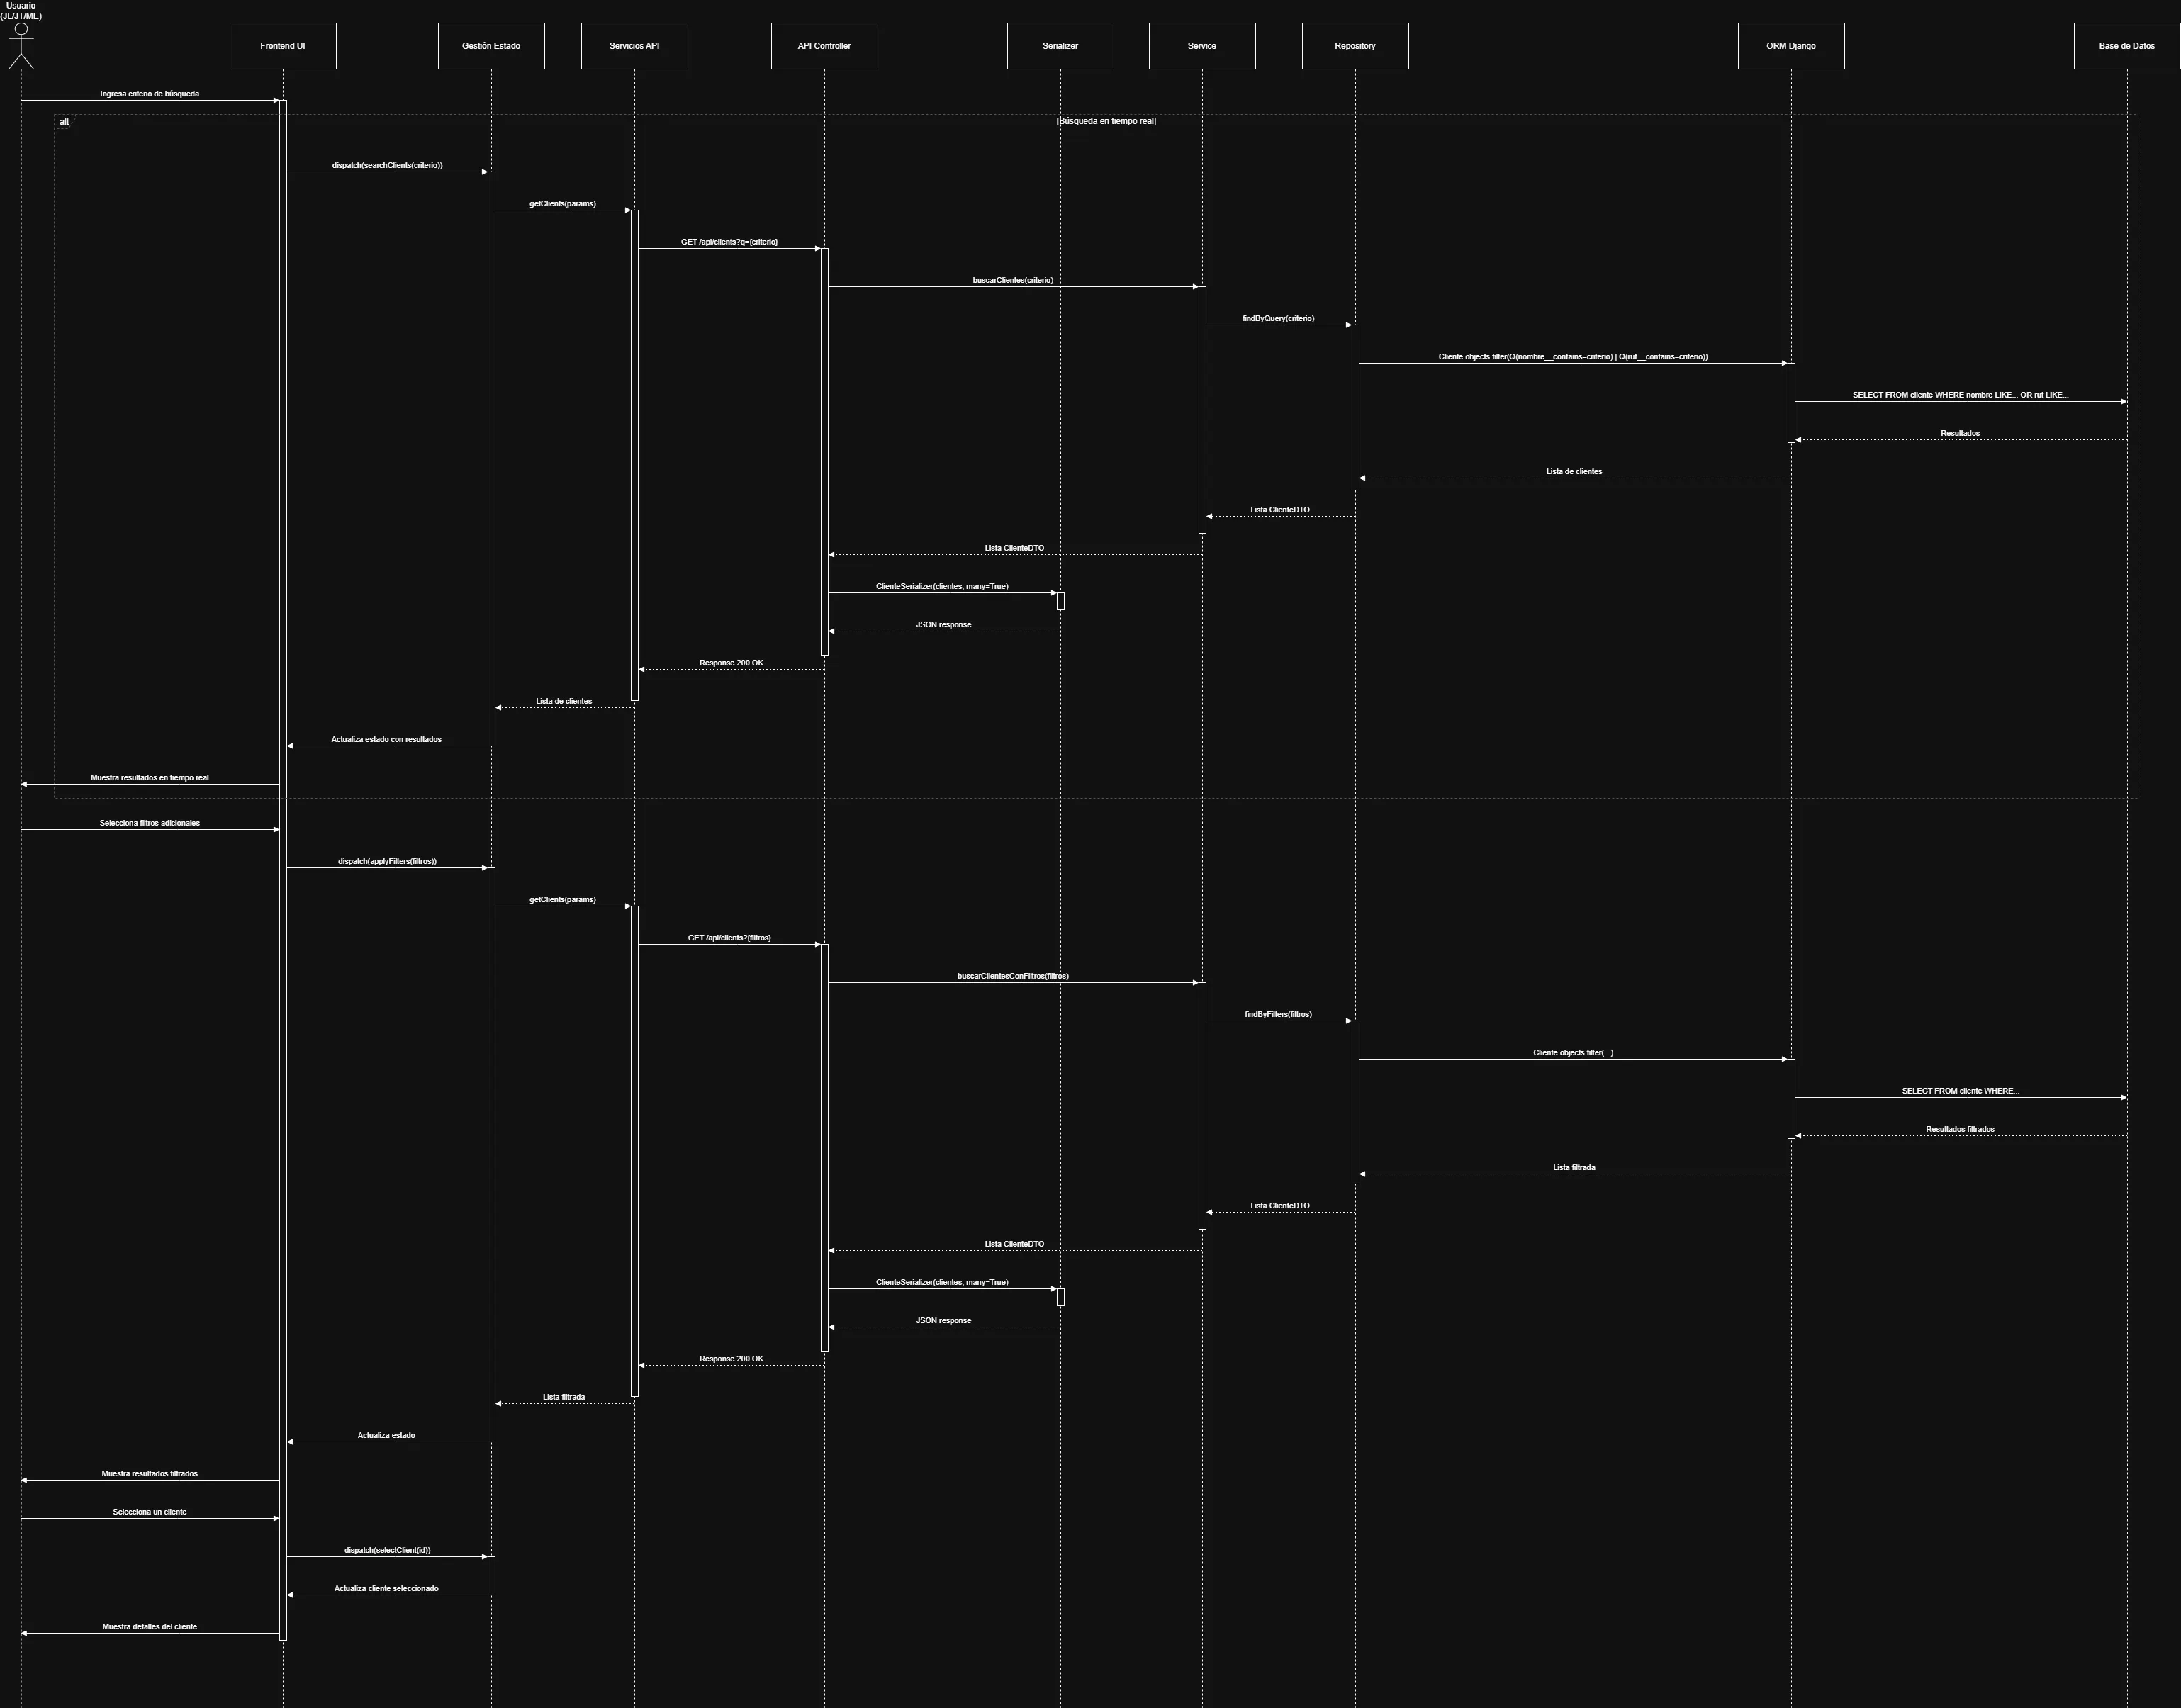 Usuario
(JL/JT/ME)
Frontend UI
Gestión Estado
Servicios API
API Controller
Serializer
Service
Repository
ORM Django
Base de Datos
Ingresa criterio de búsqueda
alt
[Búsqueda en tiempo real]
dispatch(searchClients(criterio))
getClients(params)
GET /api/clients?q={criterio}
buscarClientes(criterio)
findByQuery(criterio)
Cliente.objects.filter(Q(nombre__contains=criterio) | Q(rut__contains=criterio))
SELECT FROM cliente WHERE nombre LIKE... OR rut LIKE...
Resultados
Lista de clientes
Lista ClienteDTO
Lista ClienteDTO
ClienteSerializer(clientes, many=True)
JSON response
Response 200 OK
Lista de clientes
Actualiza estado con resultados
Muestra resultados en tiempo real
Selecciona filtros adicionales
dispatch(applyFilters(filtros))
getClients(params)
GET /api/clients?{filtros}
buscarClientesConFiltros(filtros)
findByFilters(filtros)
Cliente.objects.filter(...)
SELECT FROM cliente WHERE...
Resultados filtrados
Lista filtrada
Lista ClienteDTO
Lista ClienteDTO
ClienteSerializer(clientes, many=True)
JSON response
Response 200 OK
Lista filtrada
Actualiza estado
Muestra resultados filtrados
Selecciona un cliente
dispatch(selectClient(id))
Actualiza cliente seleccionado
Muestra detalles del cliente